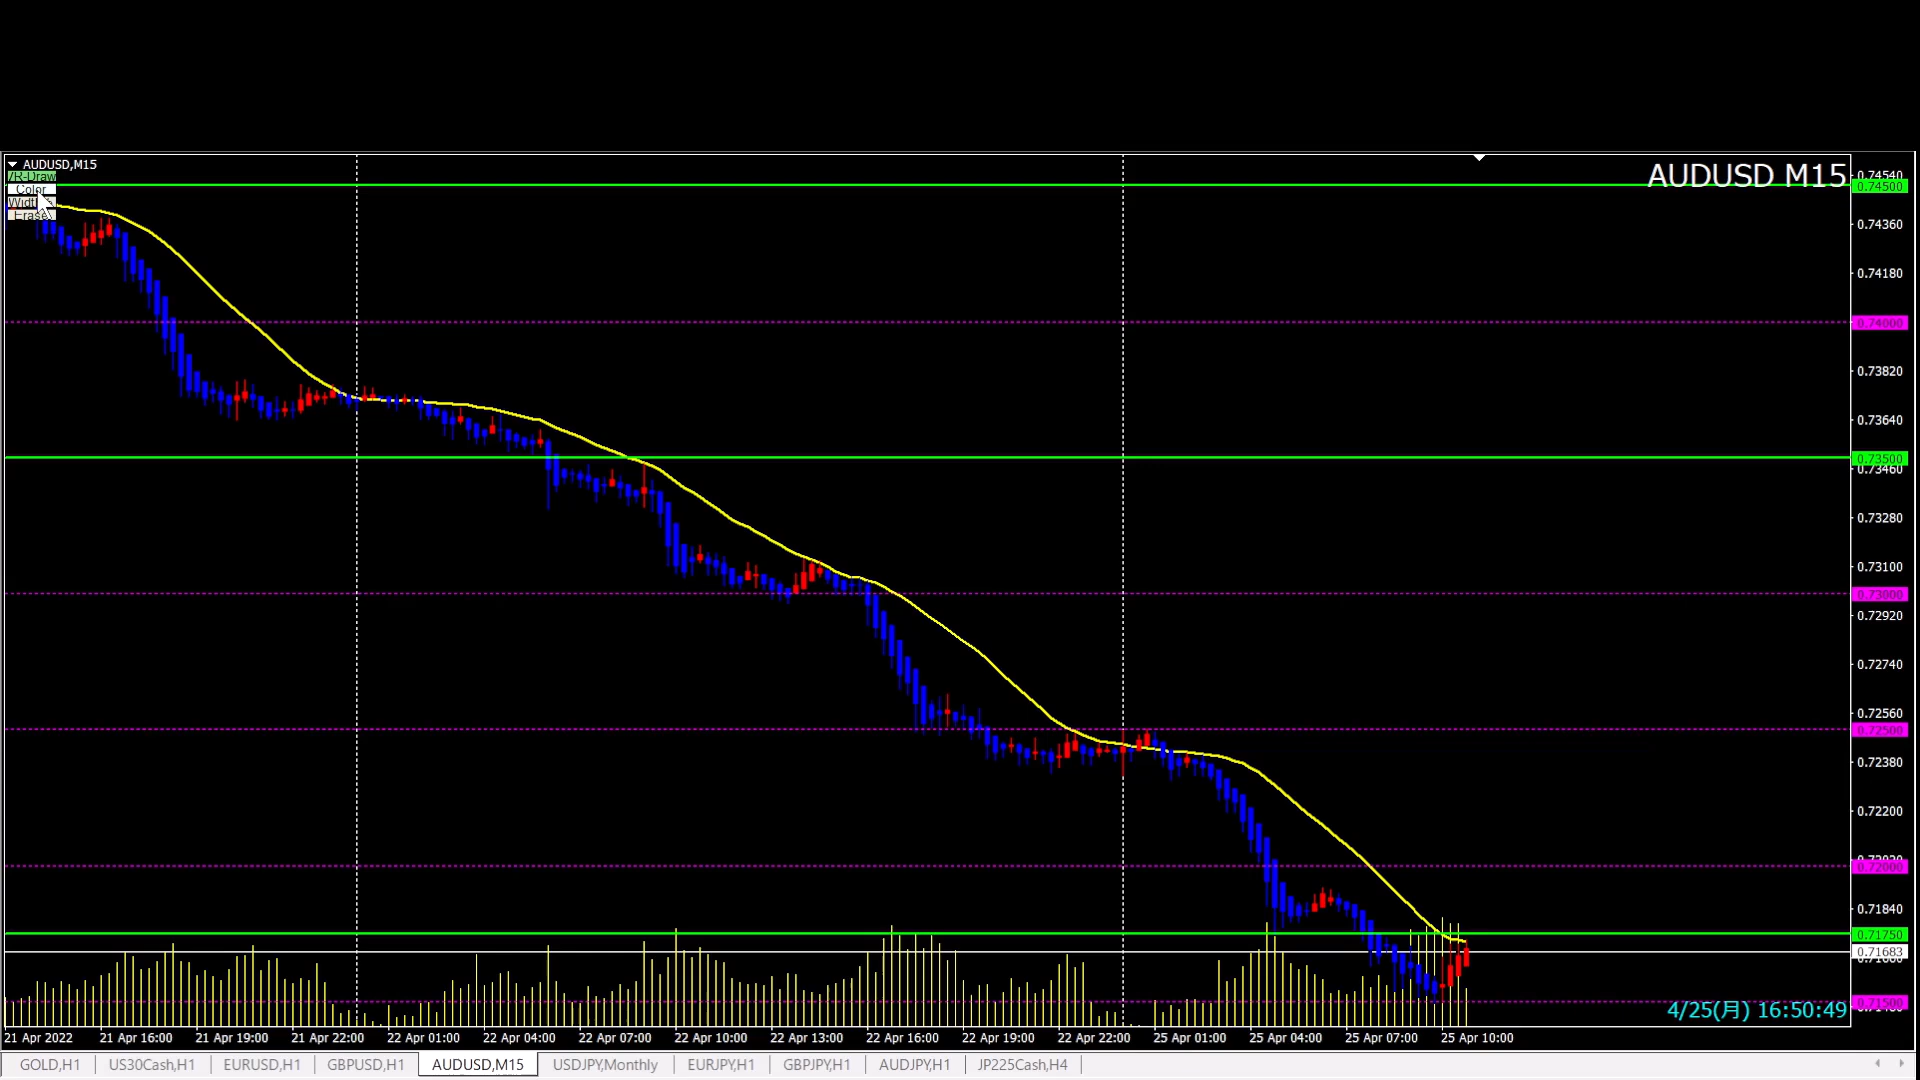 AUDUSD,M15
/R-Draw
Color
Width
Erase
AUDUSD M15
0.74540
0.74500
0.74360
0.74180
0.74000
0.73820
0.73640
0.73500
0.73460
0.73280
0.73100
0.73000
0.72920
0.72740
0.72560
0.72500
0.72380
0.72200
0.72000
0.71840
0.71750
0.71683
0.71500
4/25(月) 16:50:49
21 Apr 2022 21 Apr 16:00 21 Apr 19:00 21 Apr 22:00 22 Apr 01:00 22 Apr 04:00 22 Apr 07:00 22 Apr 10:00 22 Apr 13:00 22 Apr 16:00 22 Apr 19:00 22 Apr 22:00 25 Apr 01:00 25 Apr 04:00 25 Apr 07:00 25 Apr 10:00
GOLD,H1 US30Cash,H1 EURUSD,H1 GBPUSD,H1 AUDUSD,M15 USDJPY,Monthly EURJPY,H1 GBPJPY,H1 AUDJPY,H1 JP225Cash,H4